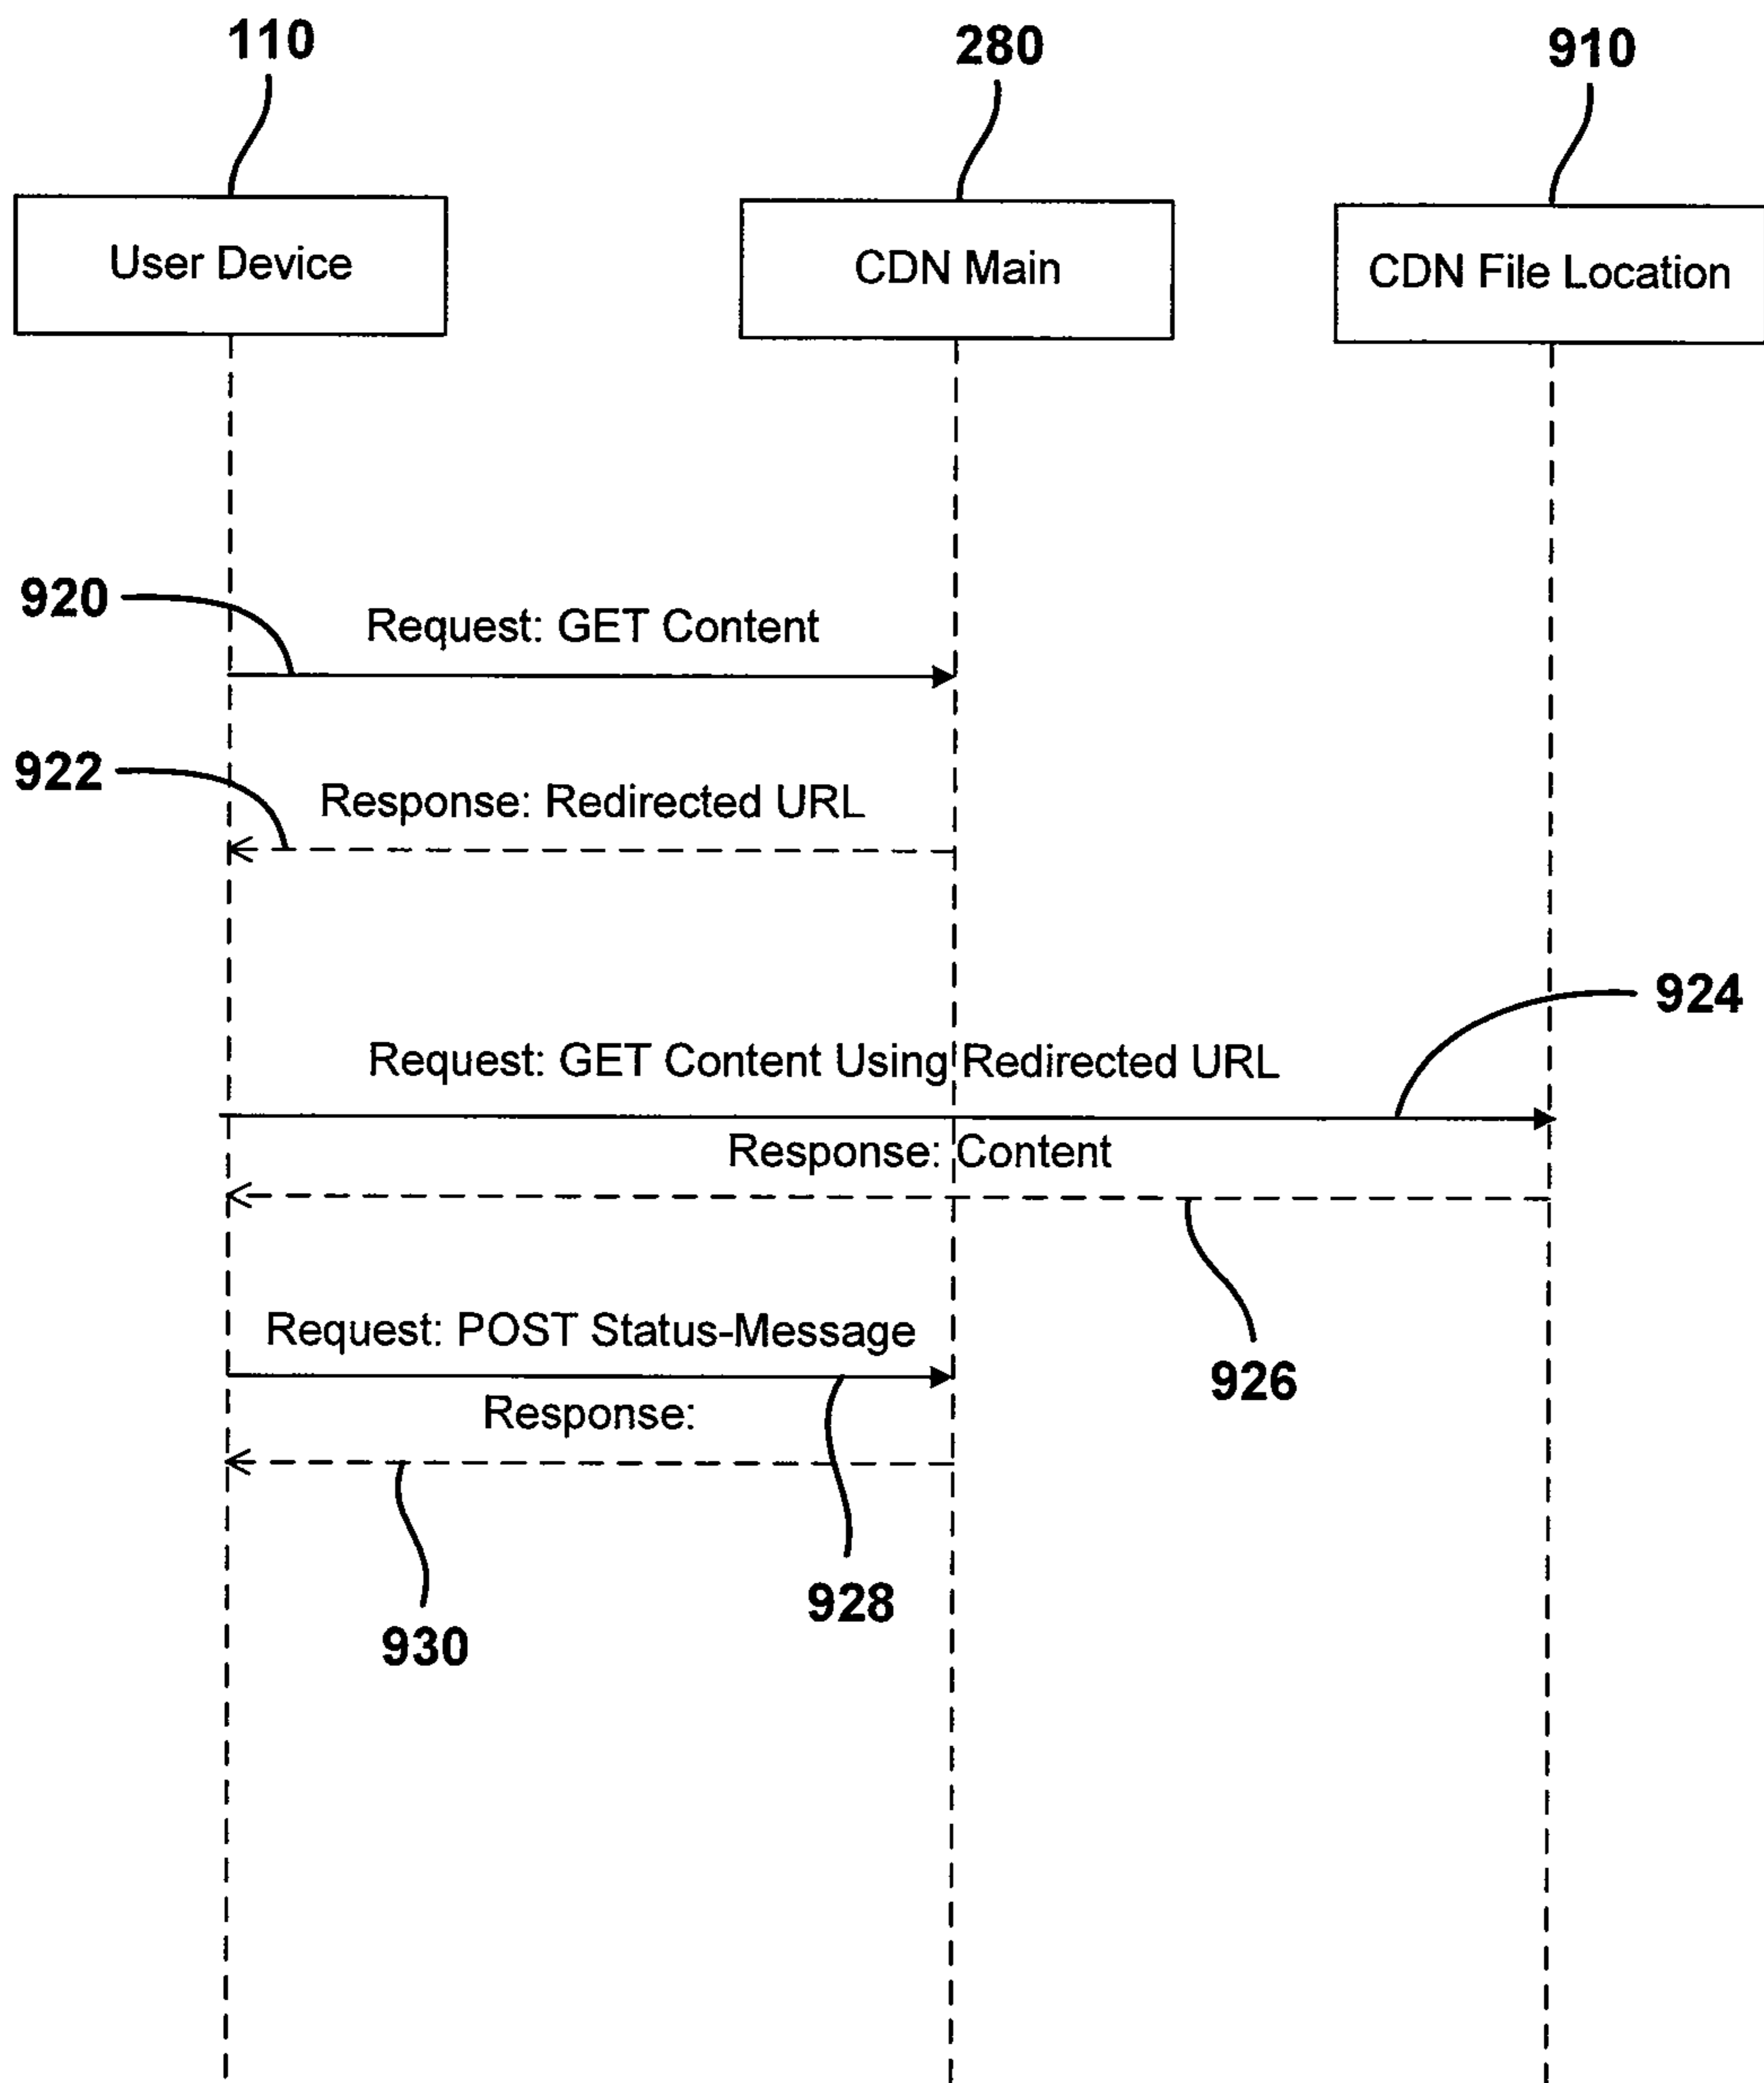 110
280
910
User Device
CDN Main
CDN File Location
920
Request: GET Content
922
Response: Redirected URL
924
Request: GET Content Using Redirected URL
Response: Content
Request: POST Status-Message
926
Response:
928
930